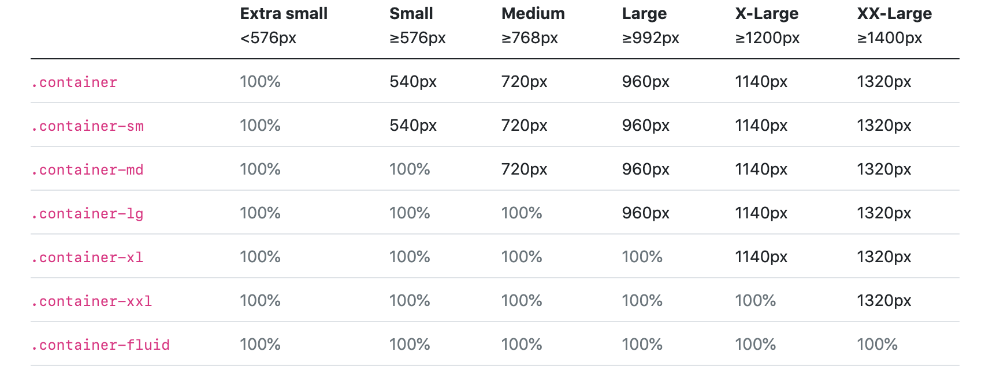 Extra small Small Medium Large X-Large XX-Large
<576px ≥576px ≥768px ≥992px ≥1200px ≥1400px
.container 100% 540px 720px 960px 1140px 1320px
.container-sm 100% 540px 720px 960px 1140px 1320px
.container-md 100% 100% 720px 960px 1140px 1320px
.container-lg 100% 100% 100% 960px 1140px 1320px
.container-xl 100% 100% 100% 100% 1140px 1320px
.container-xxl 100% 100% 100% 100% 100% 1320px
.container-fluid 100% 100% 100% 100% 100% 100%